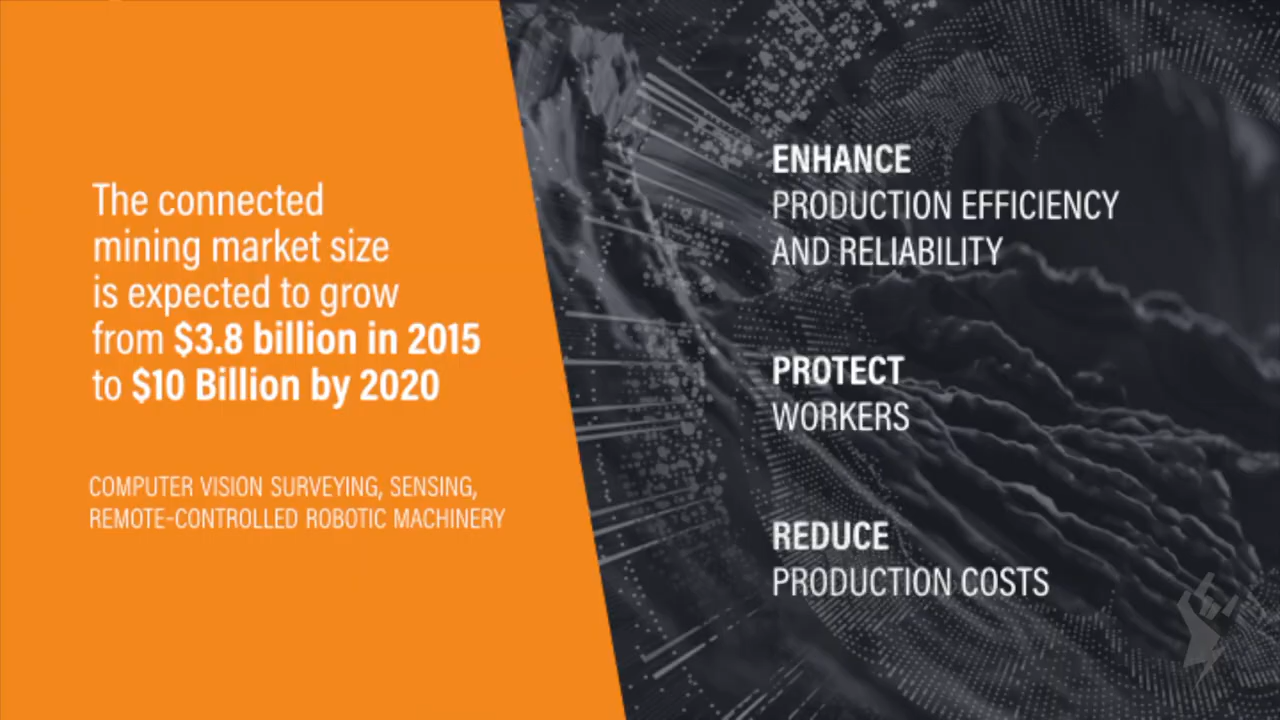 The connected
mining market size
is expected to grow
from $3.8 billion in 2015
to $10 Billion by 2020
COMPUTER VISION SURVEYING, SENSING,
REMOTE-CONTROLLED ROBOTIC MACHINERY
ENHANCE
PRODUCTION EFFICIENCY
AND RELIABILITY
PROTECT
WORKERS
REDUCE
PRODUCTION COSTS